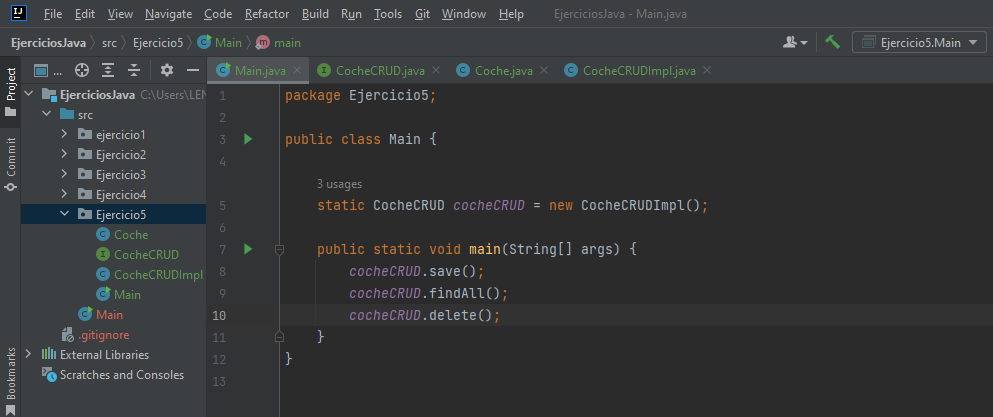 IJ File Edit View Navigate Code Refactor Build Run Tools Git Window Help EjerciciosJava - Main.java
EjerciciosJava src Ejercicio5 Main main Ejercicio5.Main
... Main.java CocheCRUD.java Coche.java CocheCRUDImpl.java
Project
Commit
Bookmarks
EjerciciosJava C:\Users\LEN
src
ejercicio1
Ejercicio2
Ejercicio3
Ejercicio4
Ejercicio5
Coche
CocheCRUD
CocheCRUDImpl
Main
Main
.gitignore
External Libraries
Scratches and Consoles
1 package Ejercicio5;
2
3 public class Main {
4
3 usages
5 static CocheCRUD cocheCRUD = new CocheCRUDImpl();
6
7 public static void main(String[] args) {
8 cocheCRUD.save();
9 cocheCRUD.findAll();
10 cocheCRUD.delete();
11 }
12 }
13